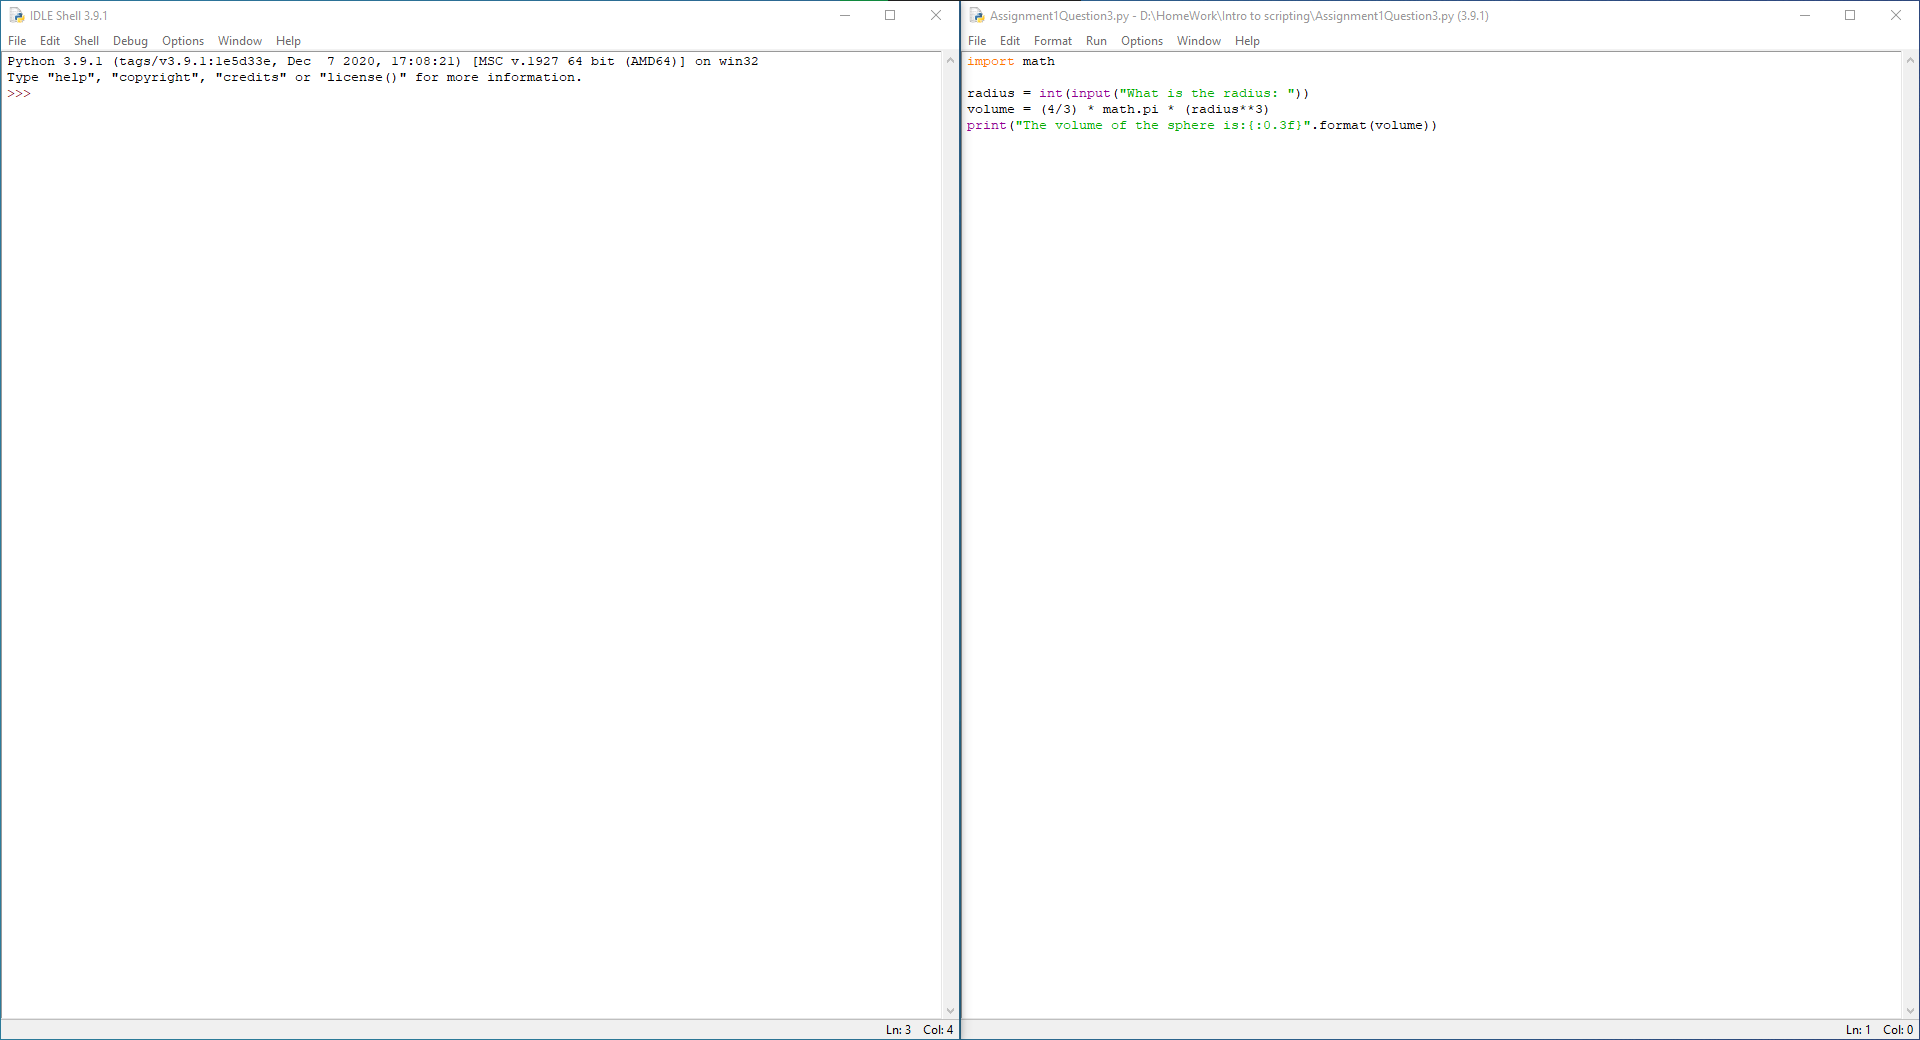 IDLE Shell 3.9.1
File Edit Shell Debug Options Window Help
Python 3.9.1 (tags/v3.9.1:1e5d33e, Dec  7 2020, 17:08:21) [MSC v.1927 64 bit (AMD64)] on win32
Type "help", "copyright", "credits" or "license()" for more information.
>>>
Ln: 3 Col: 4
Assignment1Question3.py - D:\HomeWork\Intro to scripting\Assignment1Question3.py (3.9.1)
File Edit Format Run Options Window Help
import math
radius = int(input("What is the radius: "))
volume = (4/3) * math.pi * (radius**3)
print("The volume of the sphere is:{:0.3f}".format(volume))
Ln: 1 Col: 0